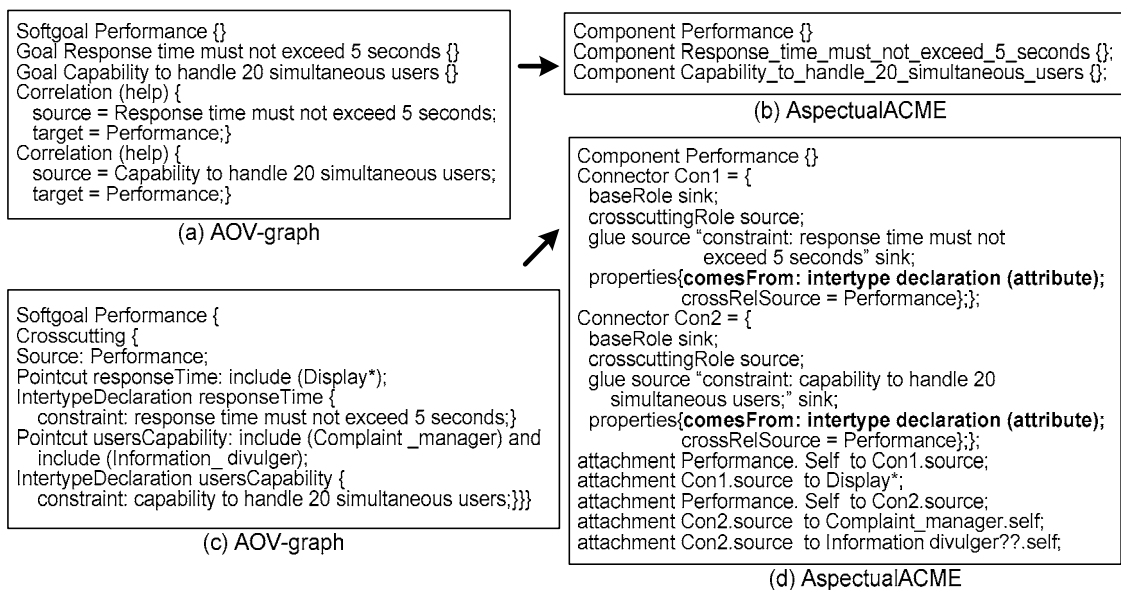 Softgoal Performance {}
Goal Response time must not exceed 5 seconds {}
Goal Capability to handle 20 simultaneous users {}
Correlation (help) {
source = Response time must not exceed 5 seconds;
target = Performance;}
Correlation (help) {
source = Capability to handle 20 simultaneous users;
target = Performance;}
(a) AOV-graph
Component Performance {}
Component Response_time_must_not_exceed_5_seconds {};
Component Capability_to_handle_20_simultaneous_users {};
(b) AspectualACME
Softgoal Performance {
Crosscutting {
Source: Performance;
Pointcut responseTime: include (Display*);
IntertypeDeclaration responseTime {
constraint: response time must not exceed 5 seconds;}
Pointcut usersCapability: include (Complaint _manager) and
include (Information_ divulger);
IntertypeDeclaration usersCapability {
constraint: capability to handle 20 simultaneous users;}}}
(c) AOV-graph
Component Performance {}
Connector Con1 = {
baseRole sink;
crosscuttingRole source;
glue source “constraint: response time must not
exceed 5 seconds” sink;
properties{comesFrom: intertype declaration (attribute);
crossRelSource = Performance};};
Connector Con2 = {
baseRole sink;
crosscuttingRole source;
glue source “constraint: capability to handle 20
simultaneous users;” sink;
properties{comesFrom: intertype declaration (attribute);
crossRelSource = Performance};};
attachment Performance. Self to Con1.source;
attachment Con1.source to Display*;
attachment Performance. Self to Con2.source;
attachment Con2.source to Complaint_manager.self;
attachment Con2.source to Information divulger??.self;
(d) AspectualACME